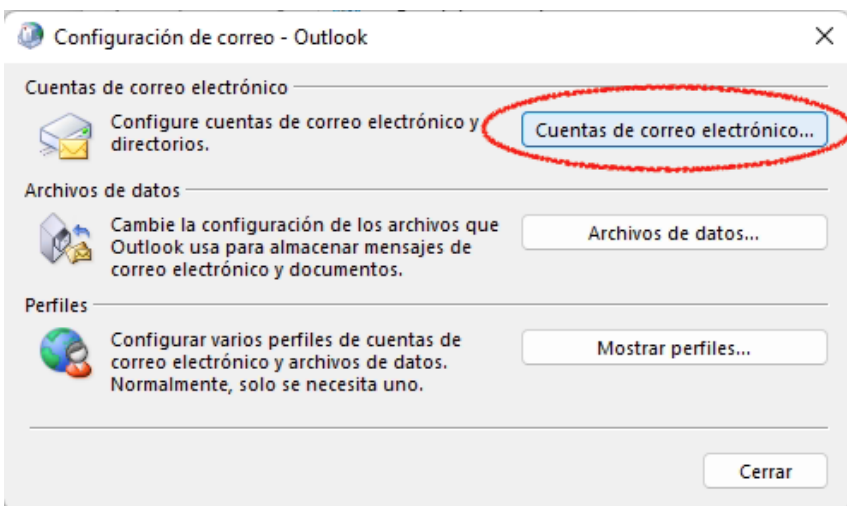 Configuración de correo - Outlook
Cuentas de correo electrónico
Configure cuentas de correo electrónico y
directorios.
Cuentas de correo electrónico...
Archivos de datos
Cambie la configuración de los archivos que
Outlook usa para almacenar mensajes de
correo electrónico y documentos.
Archivos de datos...
Perfiles
Configurar varios perfiles de cuentas de
correo electrónico y archivos de datos.
Normalmente, solo se necesita uno.
Mostrar perfiles...
Cerrar